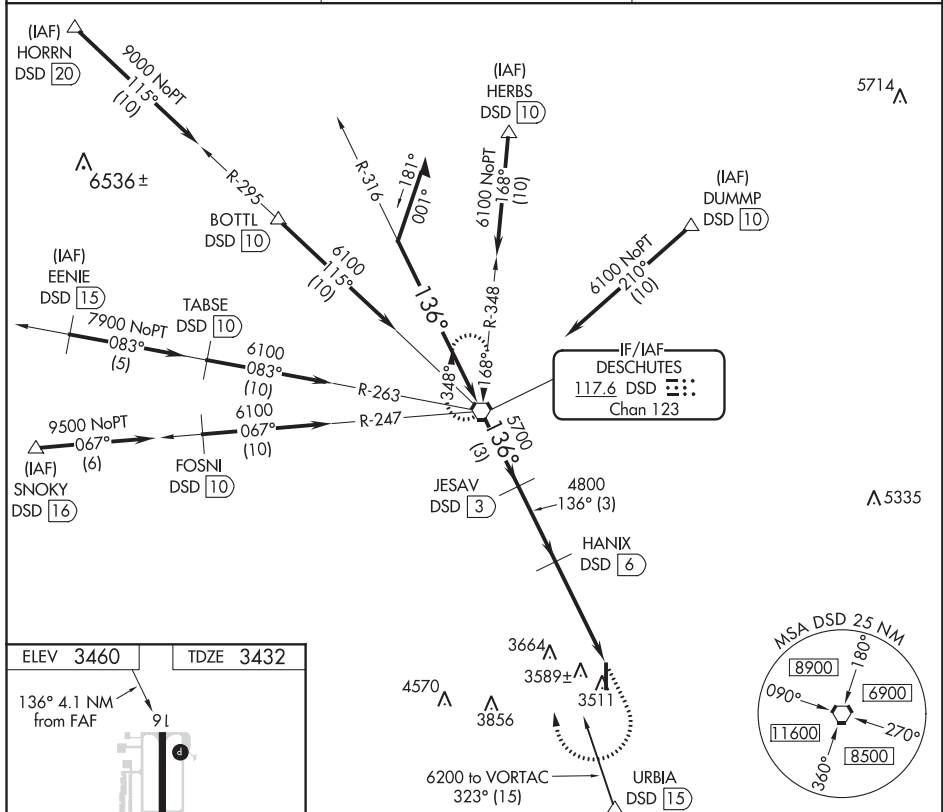 (IAF)
HORRN
DSD 20
9000 NoPT
115°
(10)
6536 ±
R-295
BOTTL
DSD 10
6100
115°
(10)
R-316
181°
001°
136°
(IAF)
HERBS
DSD 10
6100 NoPT
168°
(10)
R-348
5714
(IAF)
DUMMP
DSD 10
6100 NoPT
210°
(10)
(IAF)
EENIE
DSD 15
7900 NoPT
083°
(5)
TABSE
DSD 10
6100
083°
(10)
R-263
348°
168°
IF/IAF
DESCHUTES
117.6 DSD
Chan 123
9500 NoPT
067°
(6)
(IAF)
SNOKY
DSD 16
6100
067°
(10)
R-247
FOSNI
DSD 10
5700
136°
(3)
JESAV
DSD 3
4800
136° (3)
5335
HANIX
DSD 6
ELEV 3460
TDZE 3432
136° 4.1 NM
from FAF
16
P
3664
3589±
3511
4570
3856
6200 to VORTAC
323° (15)
URBIA
DSD 15
MSA DSD 25 NM
180°
8900
6900
090°
270°
11600
8500
360°